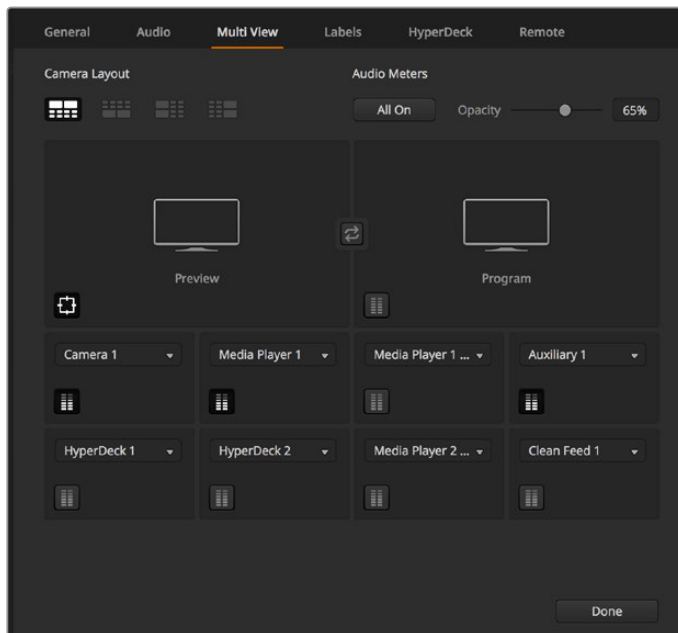 General Audio Multi View Labels HyperDeck Remote
Camera Layout Audio Meters
All On Opacity 65%
Preview Program
Camera 1 Media Player 1 Media Player 1 ... Auxiliary 1
HyperDeck 1 HyperDeck 2 Media Player 2 ... Clean Feed 1
Done